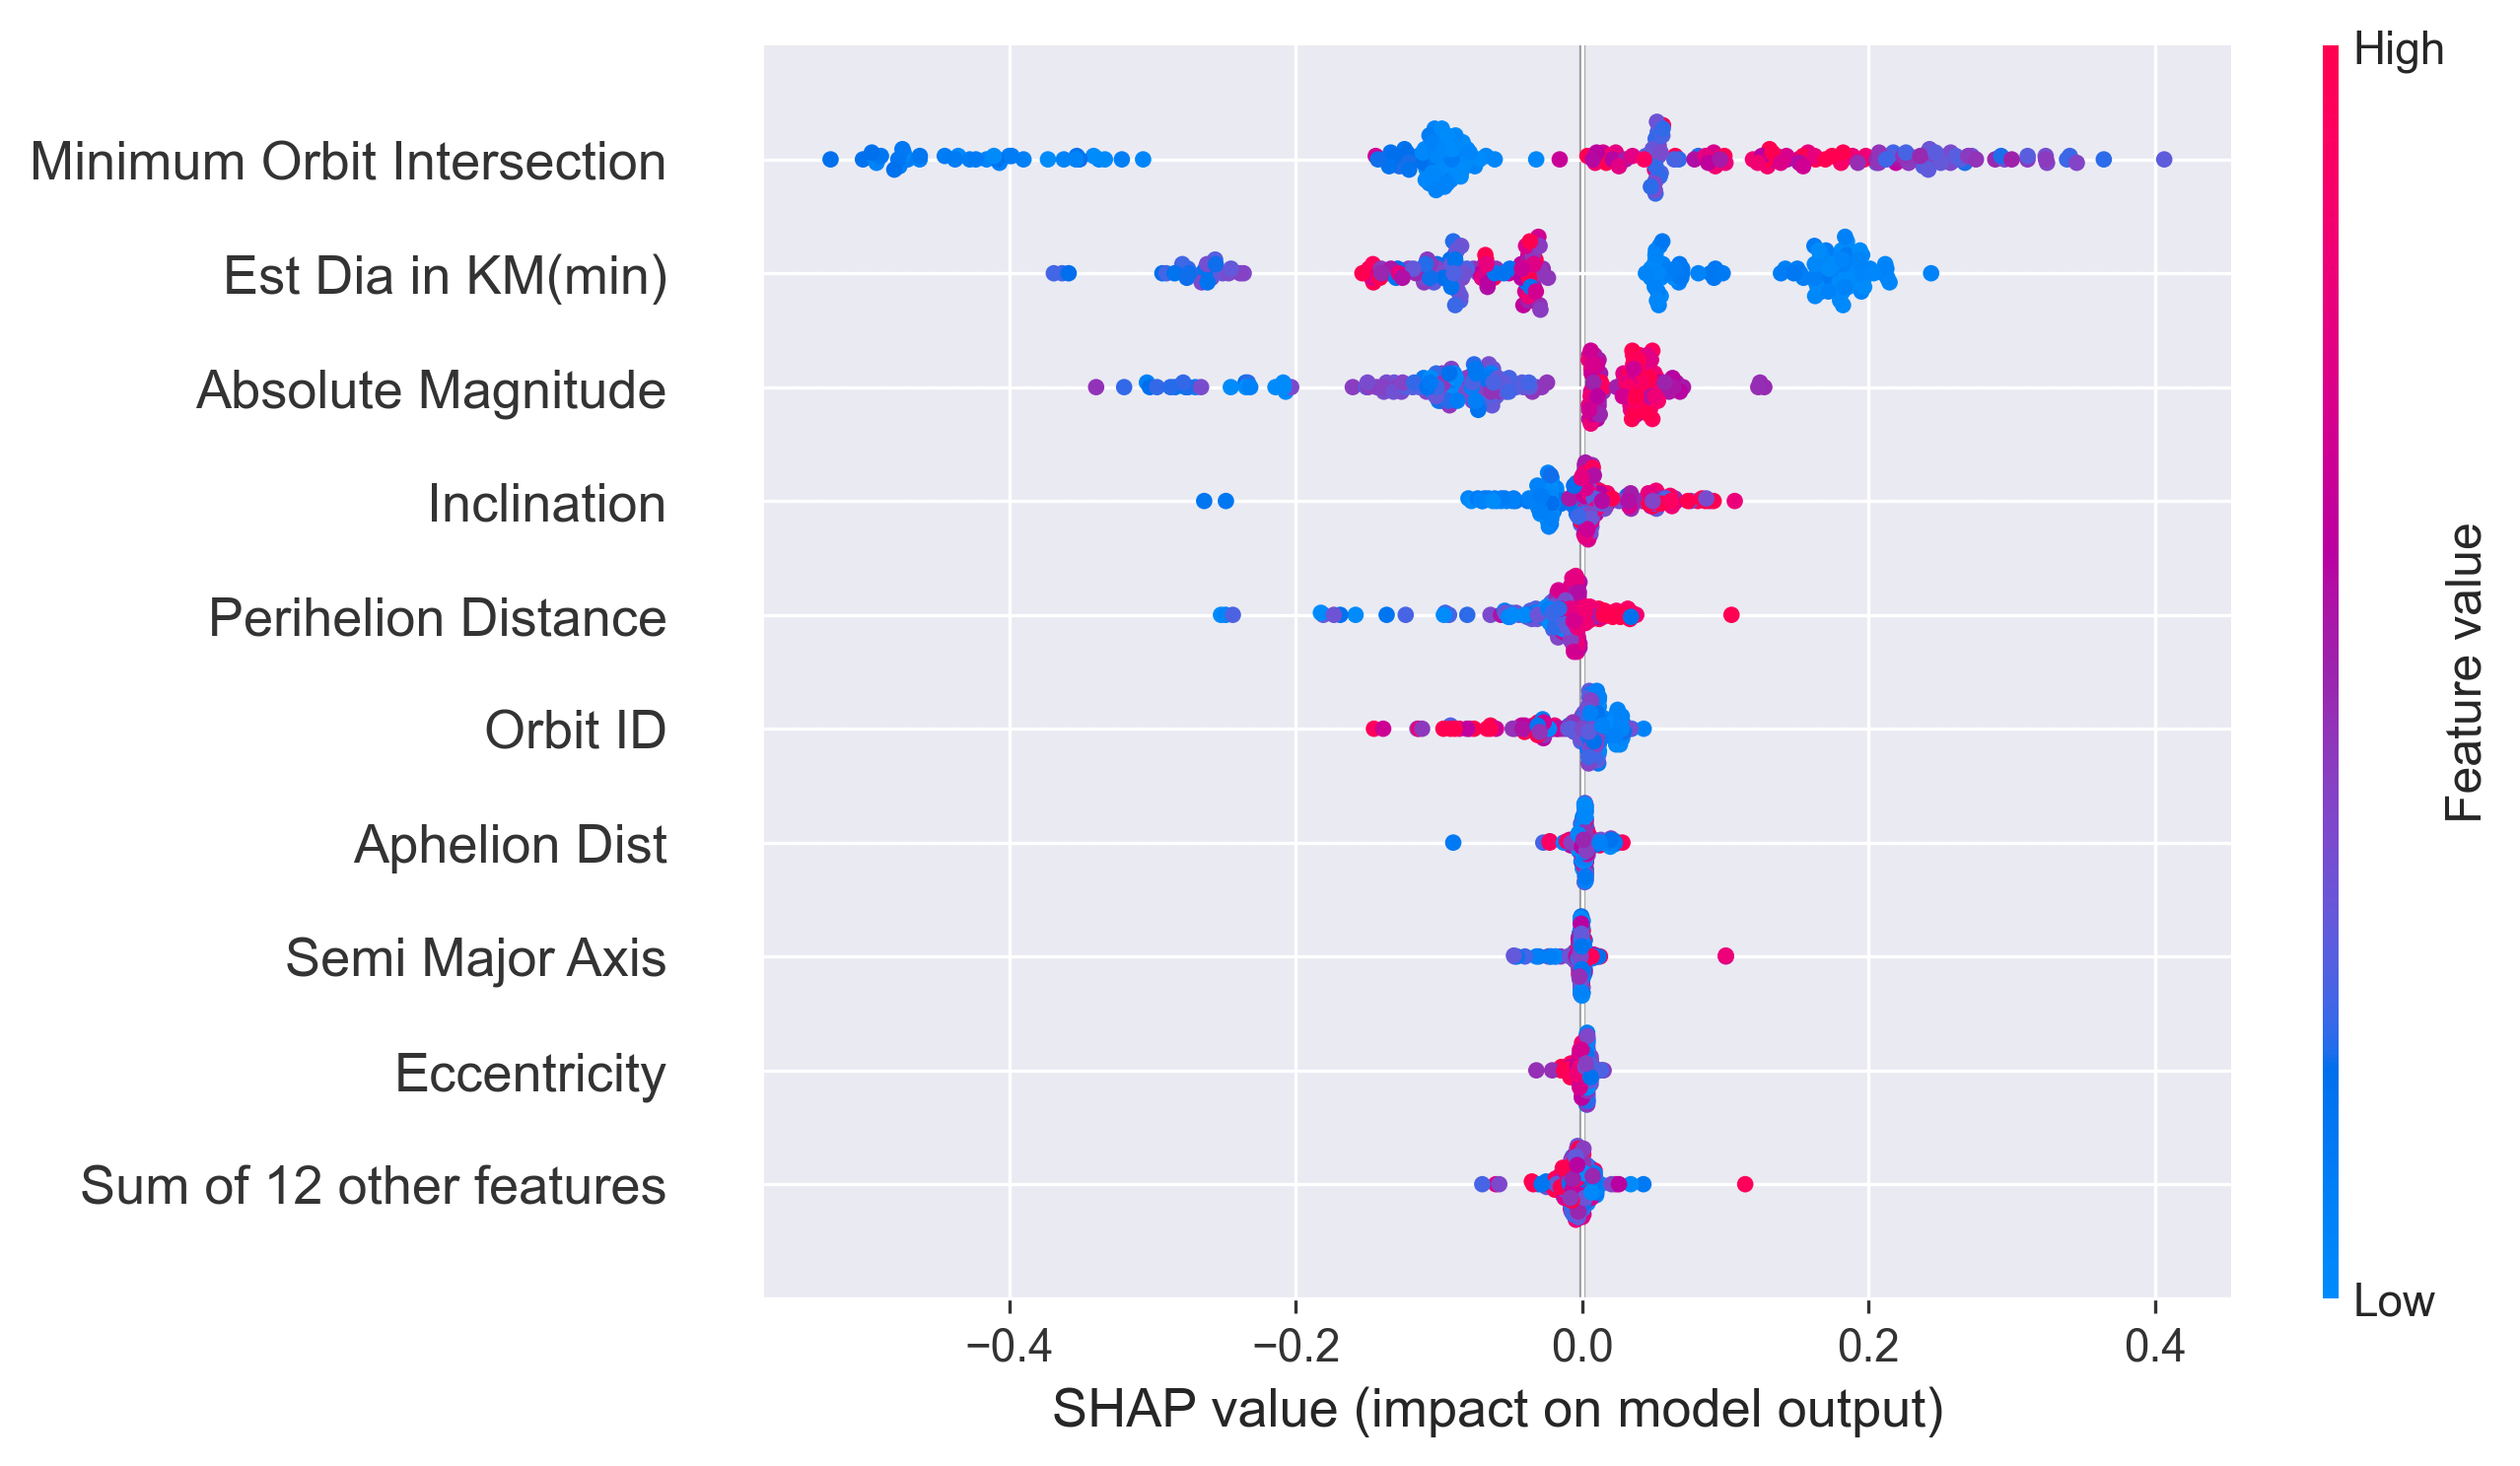 High
Minimum Orbit Intersection
Est Dia in KM(min)
Absolute Magnitude
Inclination
Perihelion Distance
Orbit ID
Aphelion Dist
Semi Major Axis
Eccentricity
Sum of 12 other features
Feature value
Low
−0.4 −0.2 0.0 0.2 0.4
SHAP value (impact on model output)